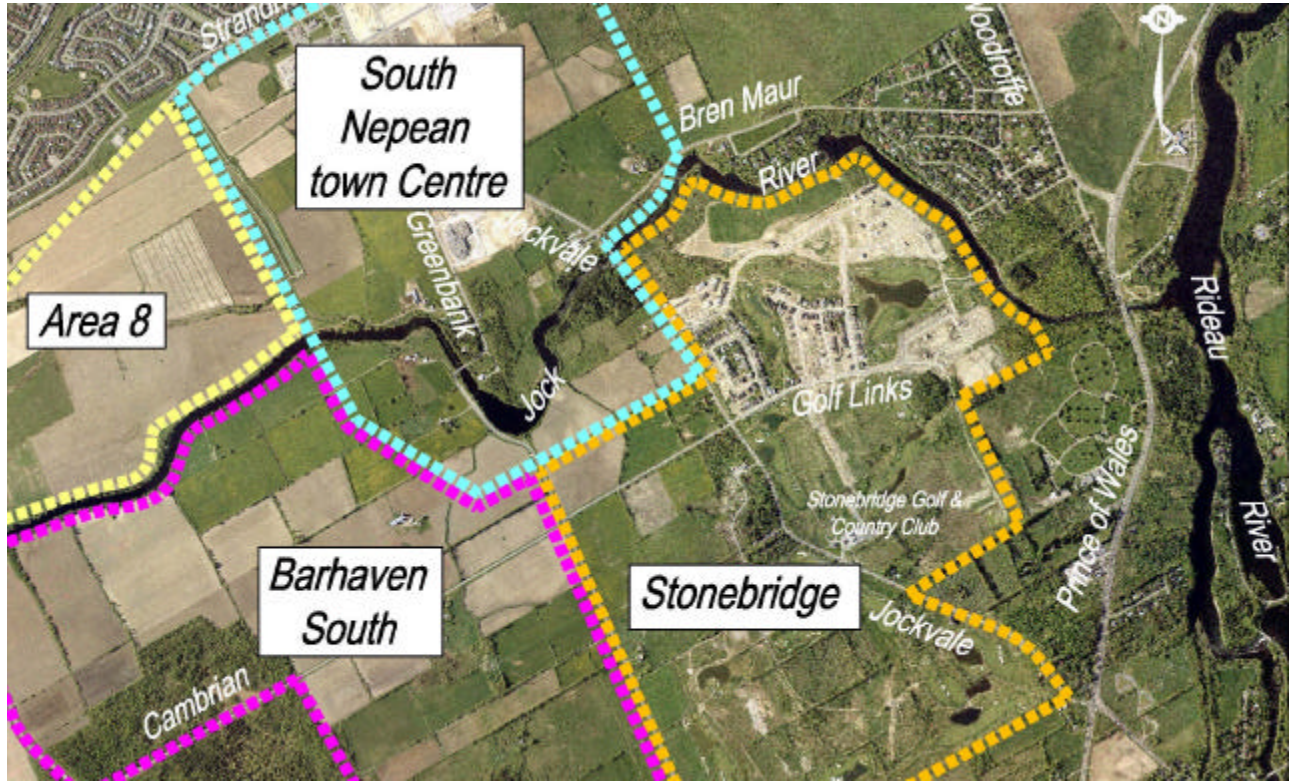 Strandh
South
Nepean
town Centre
Woodroffe
N
Bren Maur
River
Jockvale
Greenbank
Area 8
Jock
Rideau
Golf Links
Stonebridge Golf &
Country Club
Prince of Wales
River
Barhaven
South
Stonebridge
Jockvale
Cambrian